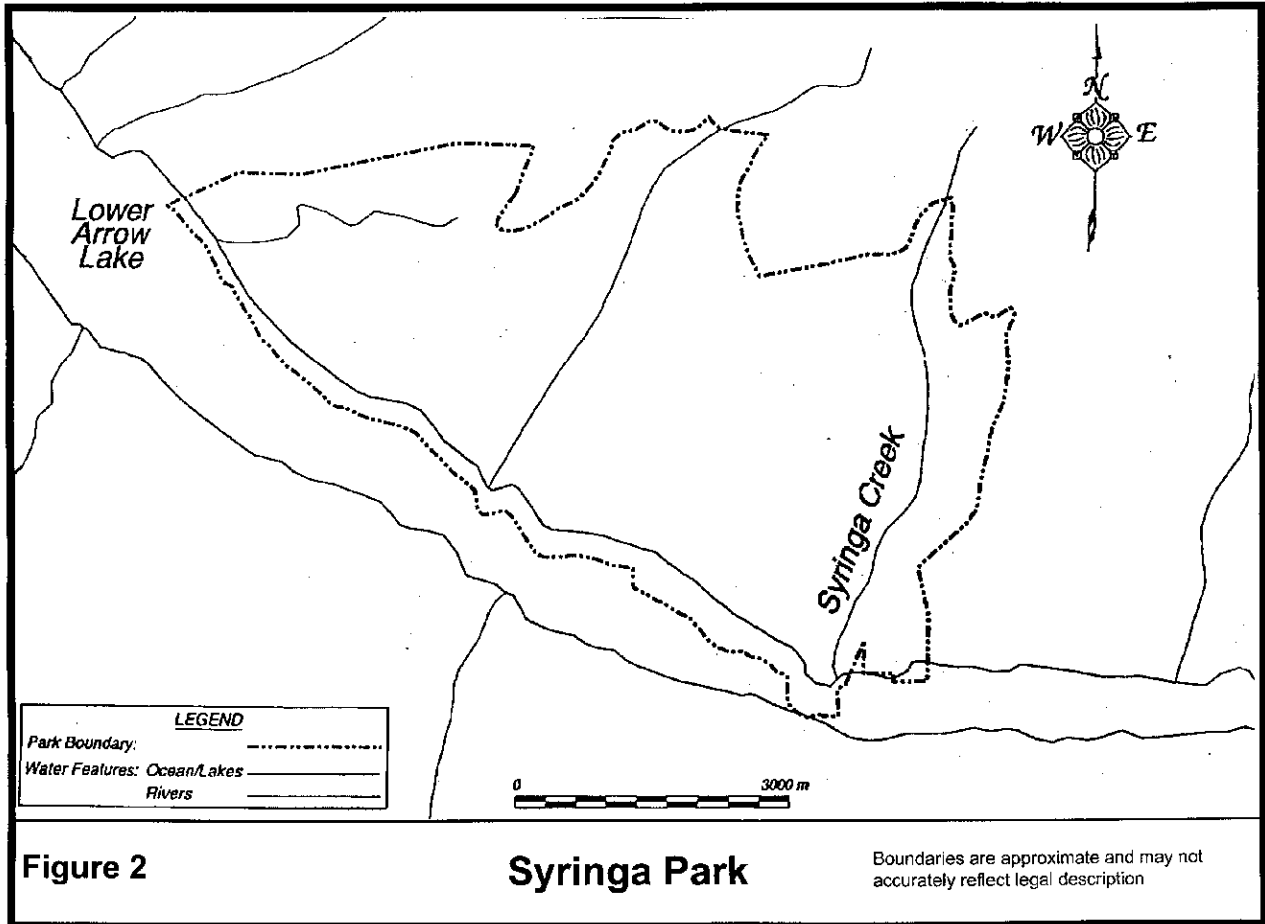 N
W E
Lower
Arrow
Lake
Syringa Creek
LEGEND
Park Boundary:
Water Features: Ocean/Lakes
Rivers
0 3000 m
Figure 2
Syringa Park
Boundaries are approximate and may not
accurately reflect legal description